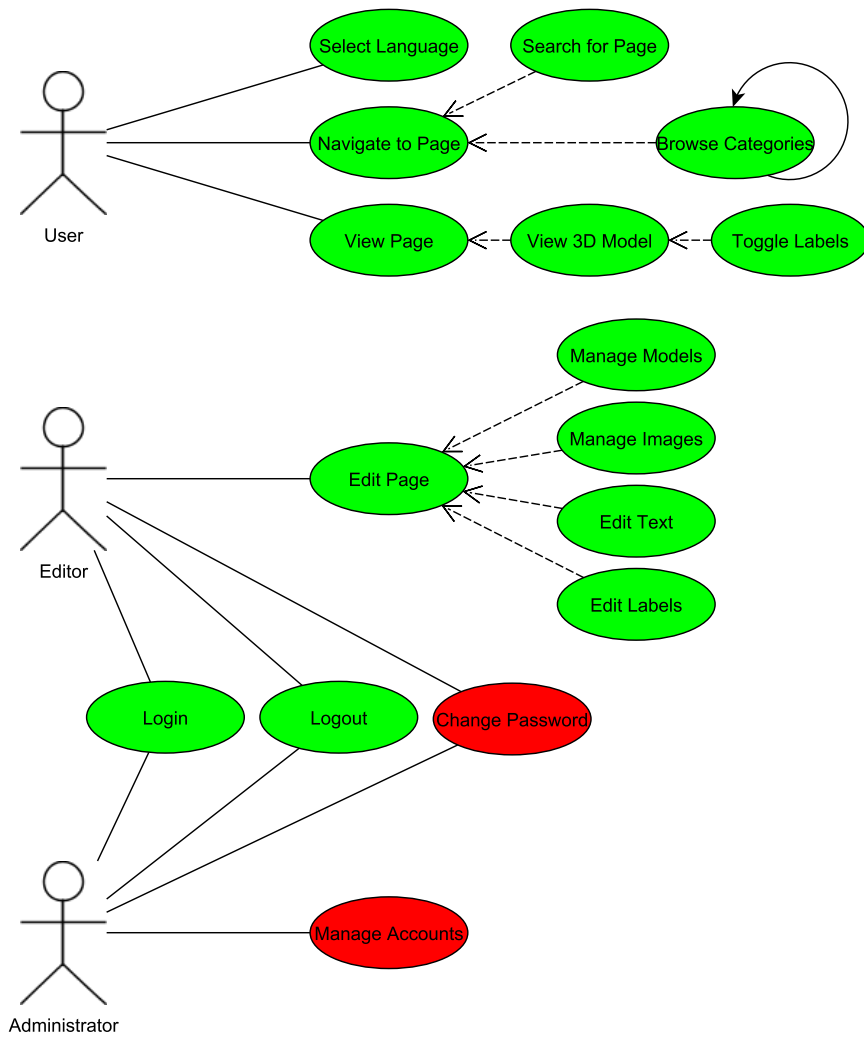 Select Language
Search for Page
Navigate to Page
Browse Categories
User
View Page
View 3D Model
Toggle Labels
Manage Models
Manage Images
Edit Page
Edit Text
Editor
Edit Labels
Login
Logout
Change Password
Manage Accounts
Administrator